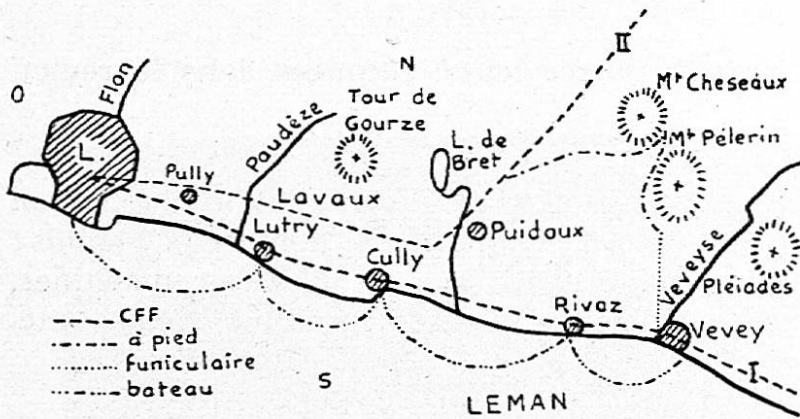 N
II
O
Flon
Mt Cheseaux
Tour de
Gourze
Mt Pélerin
L.
Paudèze
L. de
Bret
Pully
Lavaux
Lutry
Puidoux
Cully
Veveyse
Pléiades
Rivaz
Vevey
I
CFF
à pied
funiculaire
bateau
S
LEMAN